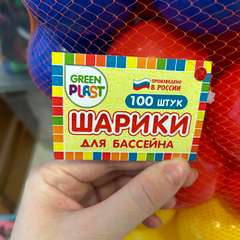 GREEN
PLAST
ПРОИЗВЕДЕНО
В РОССИИ
100 ШТУК
ШАРИКИ
ДЛЯ БАССЕЙНА